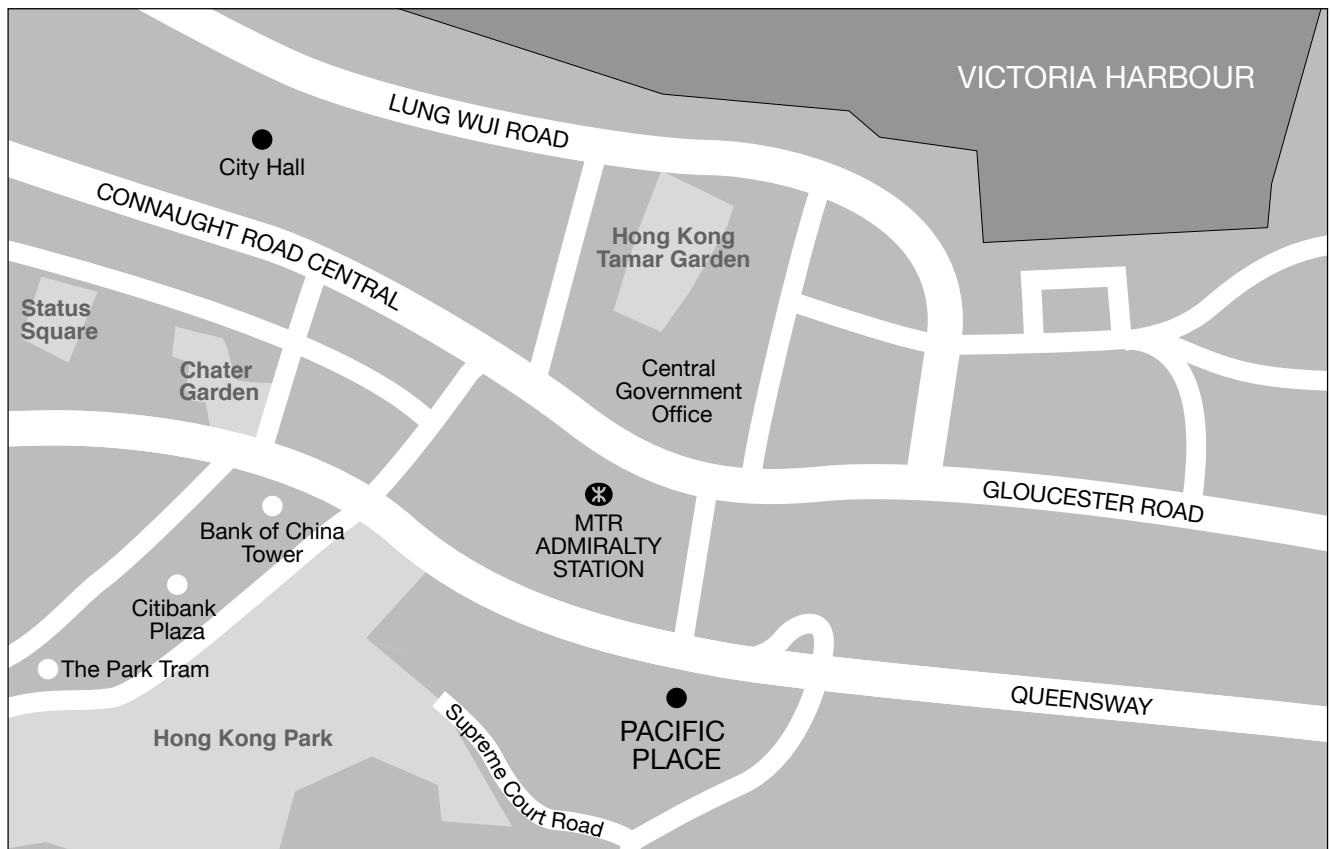 VICTORIA HARBOUR
LUNG WUI ROAD
City Hall
CONNAUGHT ROAD CENTRAL
Hong Kong
Tamar Garden
Status
Square
Chater
Garden
Central
Government
Office
GLOUCESTER ROAD
MTR
ADMIRALTY
STATION
Bank of China
Tower
Citibank
Plaza
The Park Tram
QUEENSWAY
PACIFIC
PLACE
Hong Kong Park
Supreme Court Road